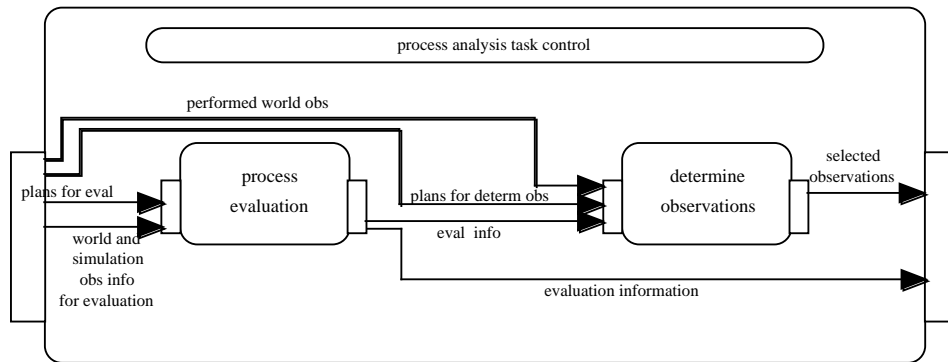 process analysis task control
performed world obs
process
evaluation
determine
observations
selected
observations
plans for eval
plans for determ obs
eval info
world and
simulation
obs info
for evaluation
evaluation information